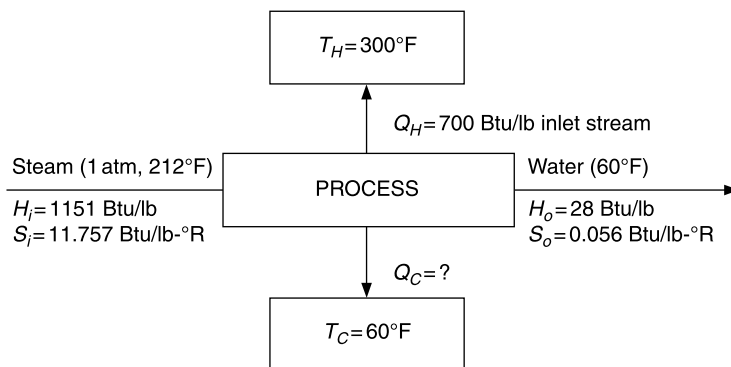 T_H = 300°F
Q_H = 700 Btu/lb inlet stream
Steam (1 atm, 212°F)
PROCESS
Water (60°F)
H_i = 1151 Btu/lb
S_i = 11.757 Btu/lb-°R
H_o = 28 Btu/lb
S_o = 0.056 Btu/lb-°R
Q_C = ?
T_C = 60°F